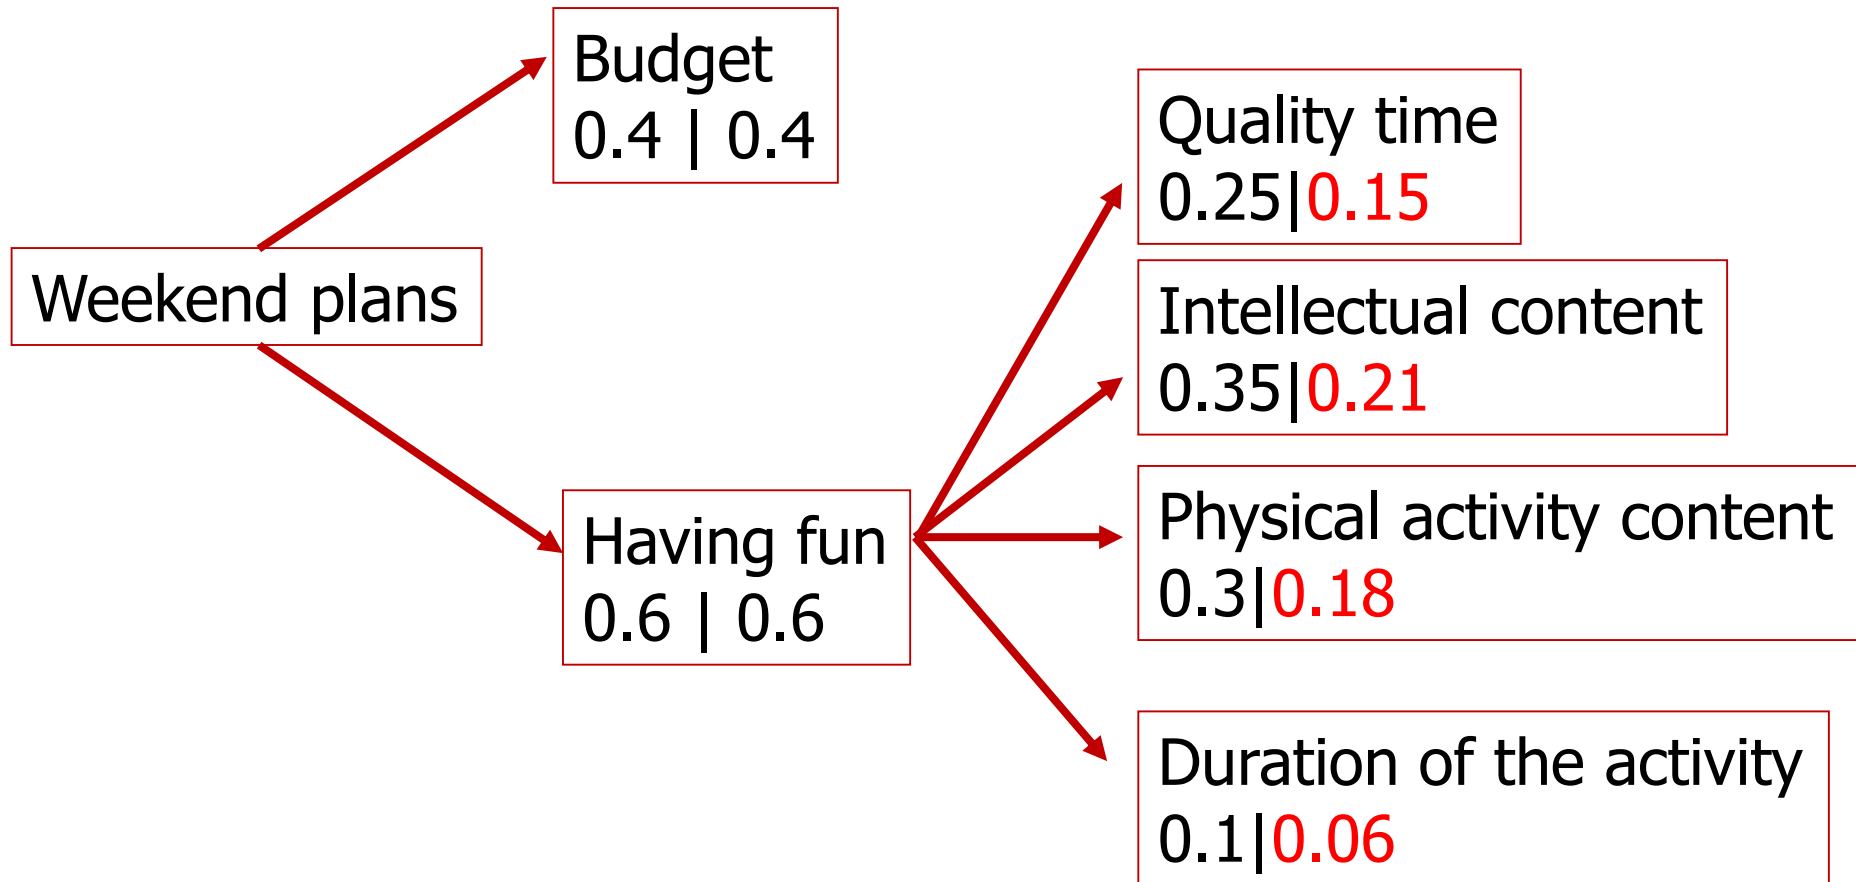 Weekend plans
Budget
0.4 | 0.4
Having fun
0.6 | 0.6
Quality time
0.25|0.15
Intellectual content
0.35|0.21
Physical activity content
0.3|0.18
Duration of the activity
0.1|0.06